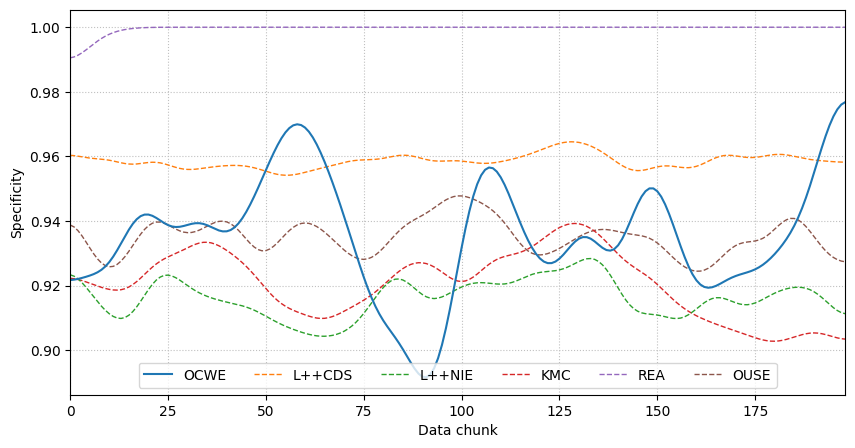 Specificity
1.00
0.98
0.96
0.94
0.92
0.90
OCWE L++CDS L++NIE KMC REA OUSE
0 25 50 75 100 125 150 175
Data chunk